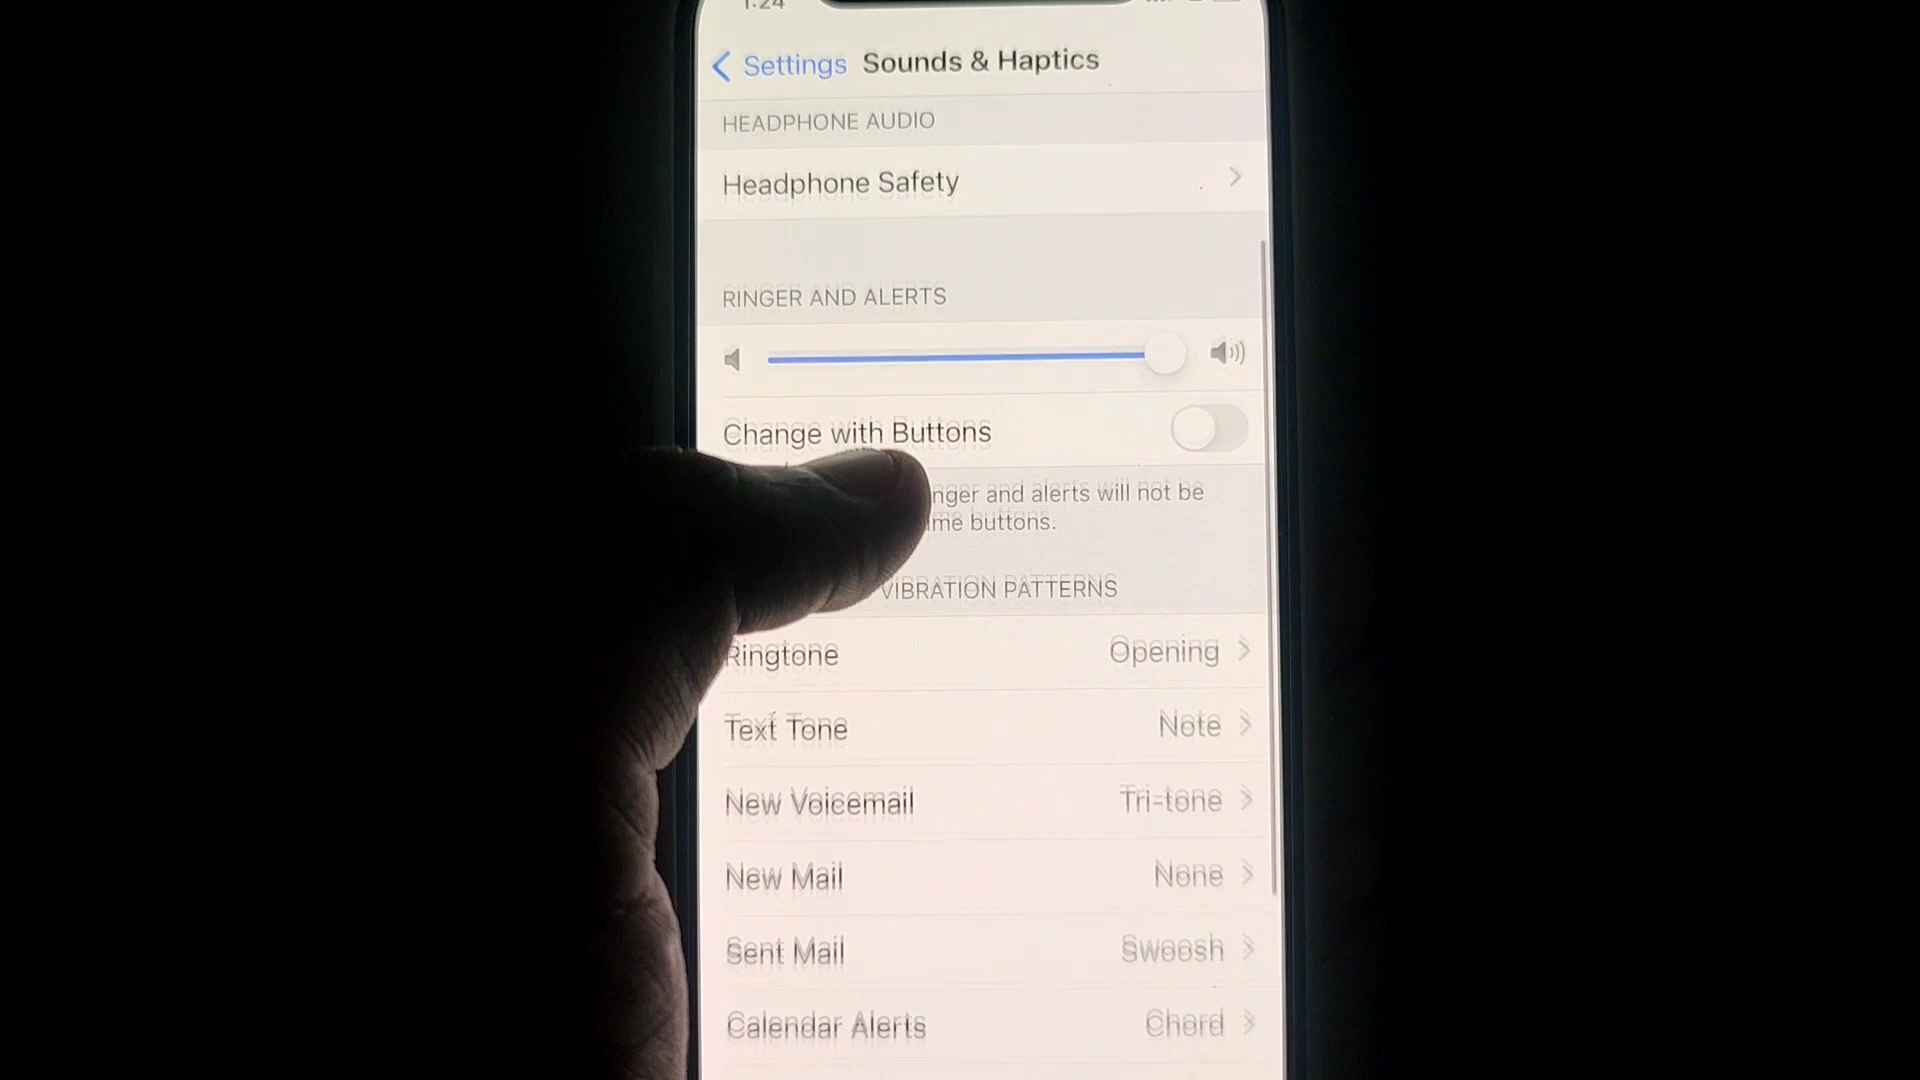 1:24
Settings Sounds & Haptics
HEADPHONE AUDIO
Headphone Safety
RINGER AND ALERTS
Change with Buttons
nger and alerts will not be
me buttons.
VIBRATION PATTERNS
Ringtone Opening
Text Tone Note
New Voicemail Tri-tone
New Mail None
Sent Mail Swoosh
Calendar Alerts Chord